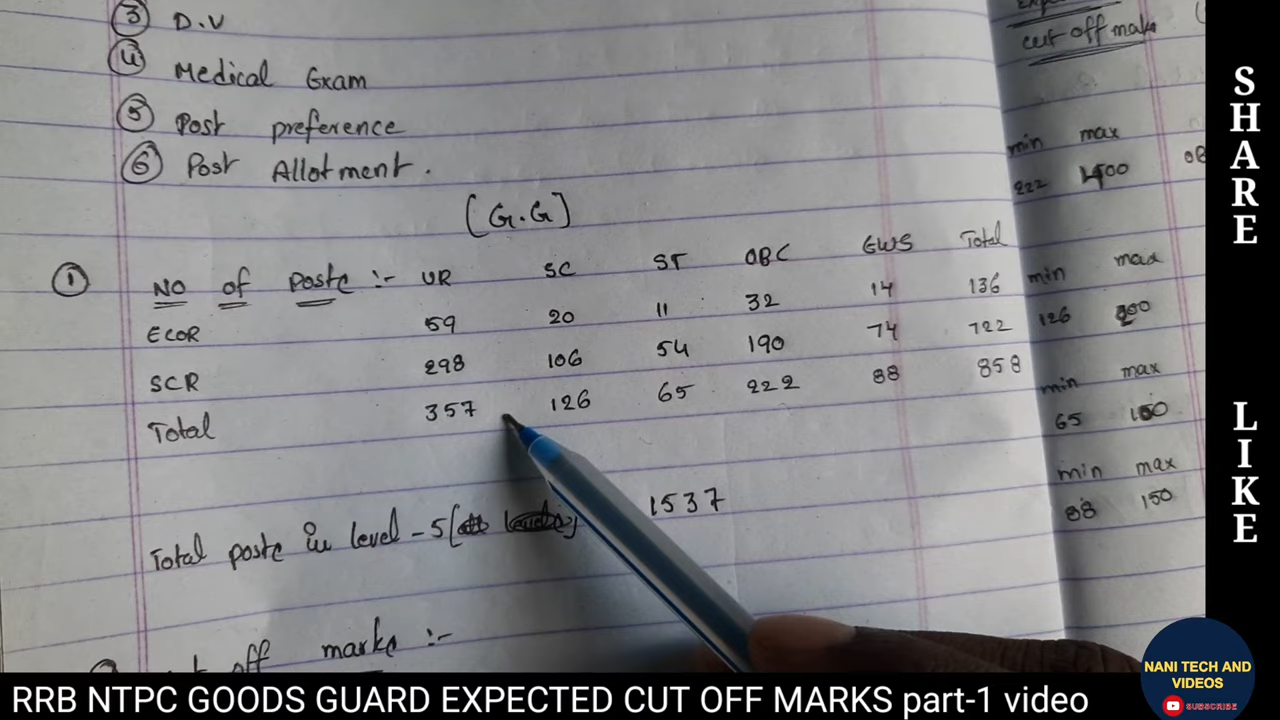 ③ D.V
④ Medical Exam
⑤ Post preference
⑥ Post Allotment.
[G.G]
① NO of Posts :- UR SC ST OBC EWS Total
ECOR 59 20 11 32 14 136
SCR 298 106 54 190 74 722
Total 357 126 65 222 88 858
Total posts in level - 5 1537
off marks :-
cut off marks
min max
222
min max
126
min max
65 100
min max
88 150
SHARE
LIKE
NANI TECH AND
VIDEOS
SUBSCRIBE
RRB NTPC GOODS GUARD EXPECTED CUT OFF MARKS part-1 video